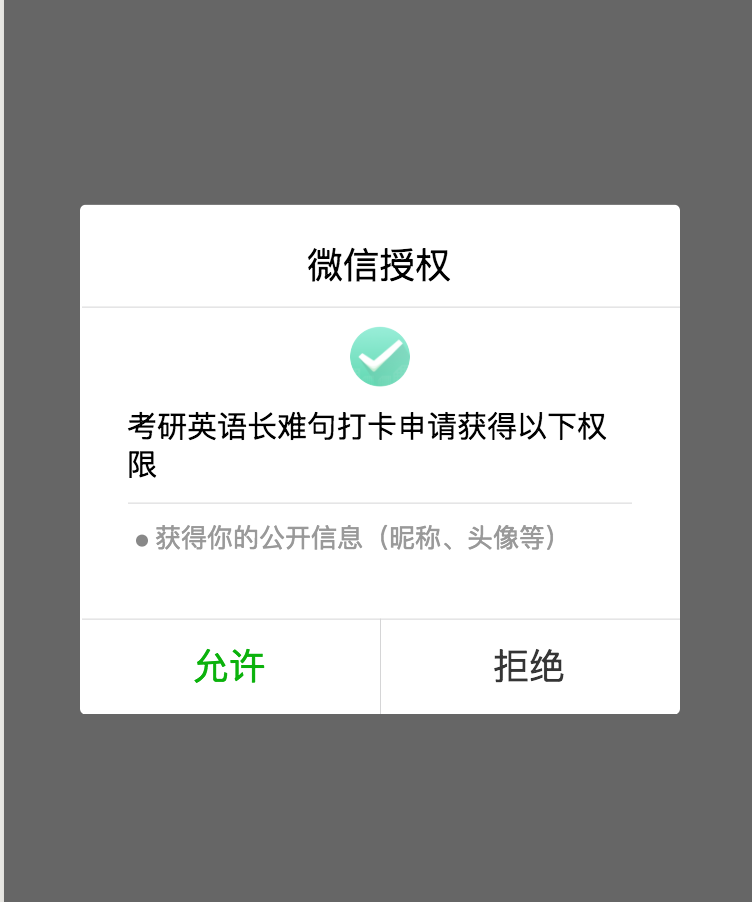 微信授权
考研英语长难句打卡申请获得以下权
限
● 获得你的公开信息（昵称、头像等）
允许
拒绝